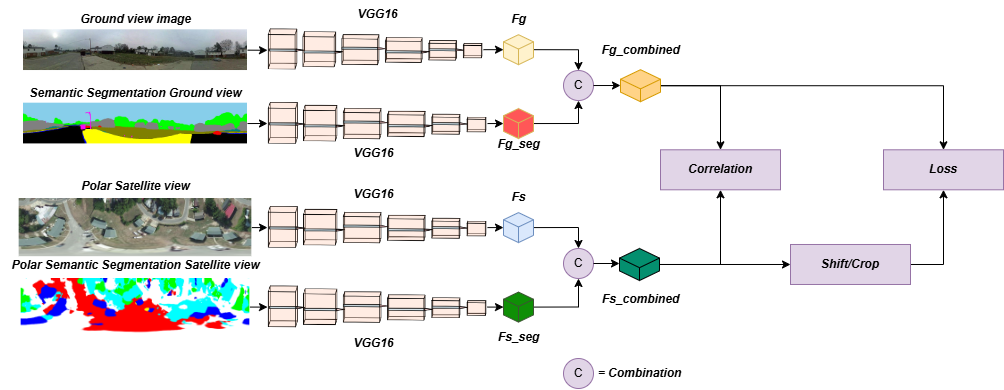 Ground view image
VGG16
Fg
Fg_combined
C
Semantic Segmentation Ground view
VGG16
Fg_seg
Correlation
Loss
Polar Satellite view
VGG16
Fs
C
Polar Semantic Segmentation Satellite view
Shift/Crop
Fs_combined
VGG16
Fs_seg
C = Combination